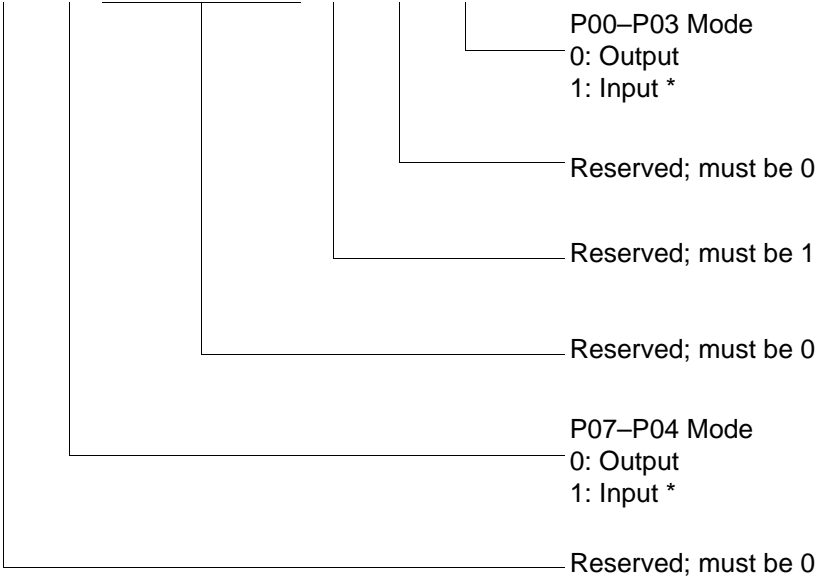 P00–P03 Mode
0: Output
1: Input *
Reserved; must be 0
Reserved; must be 1
Reserved; must be 0
P07–P04 Mode
0: Output
1: Input *
Reserved; must be 0